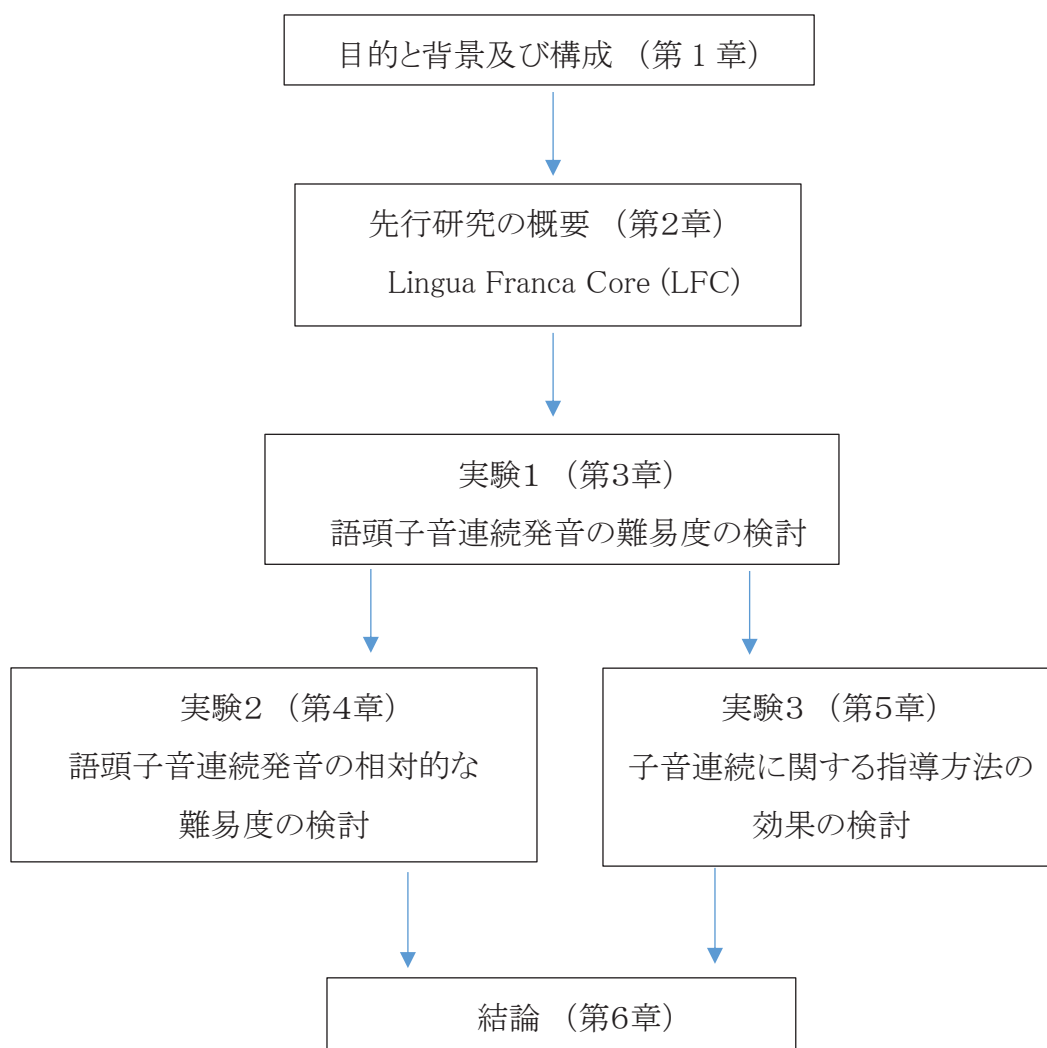 目的と背景及び構成 （第1章）
先行研究の概要 （第2章）
Lingua Franca Core (LFC)
実験1 （第3章）
語頭子音連続発音の難易度の検討
実験2 （第4章）
語頭子音連続発音の相対的な
難易度の検討
実験3 （第5章）
子音連続に関する指導方法の
効果の検討
結論 （第6章）